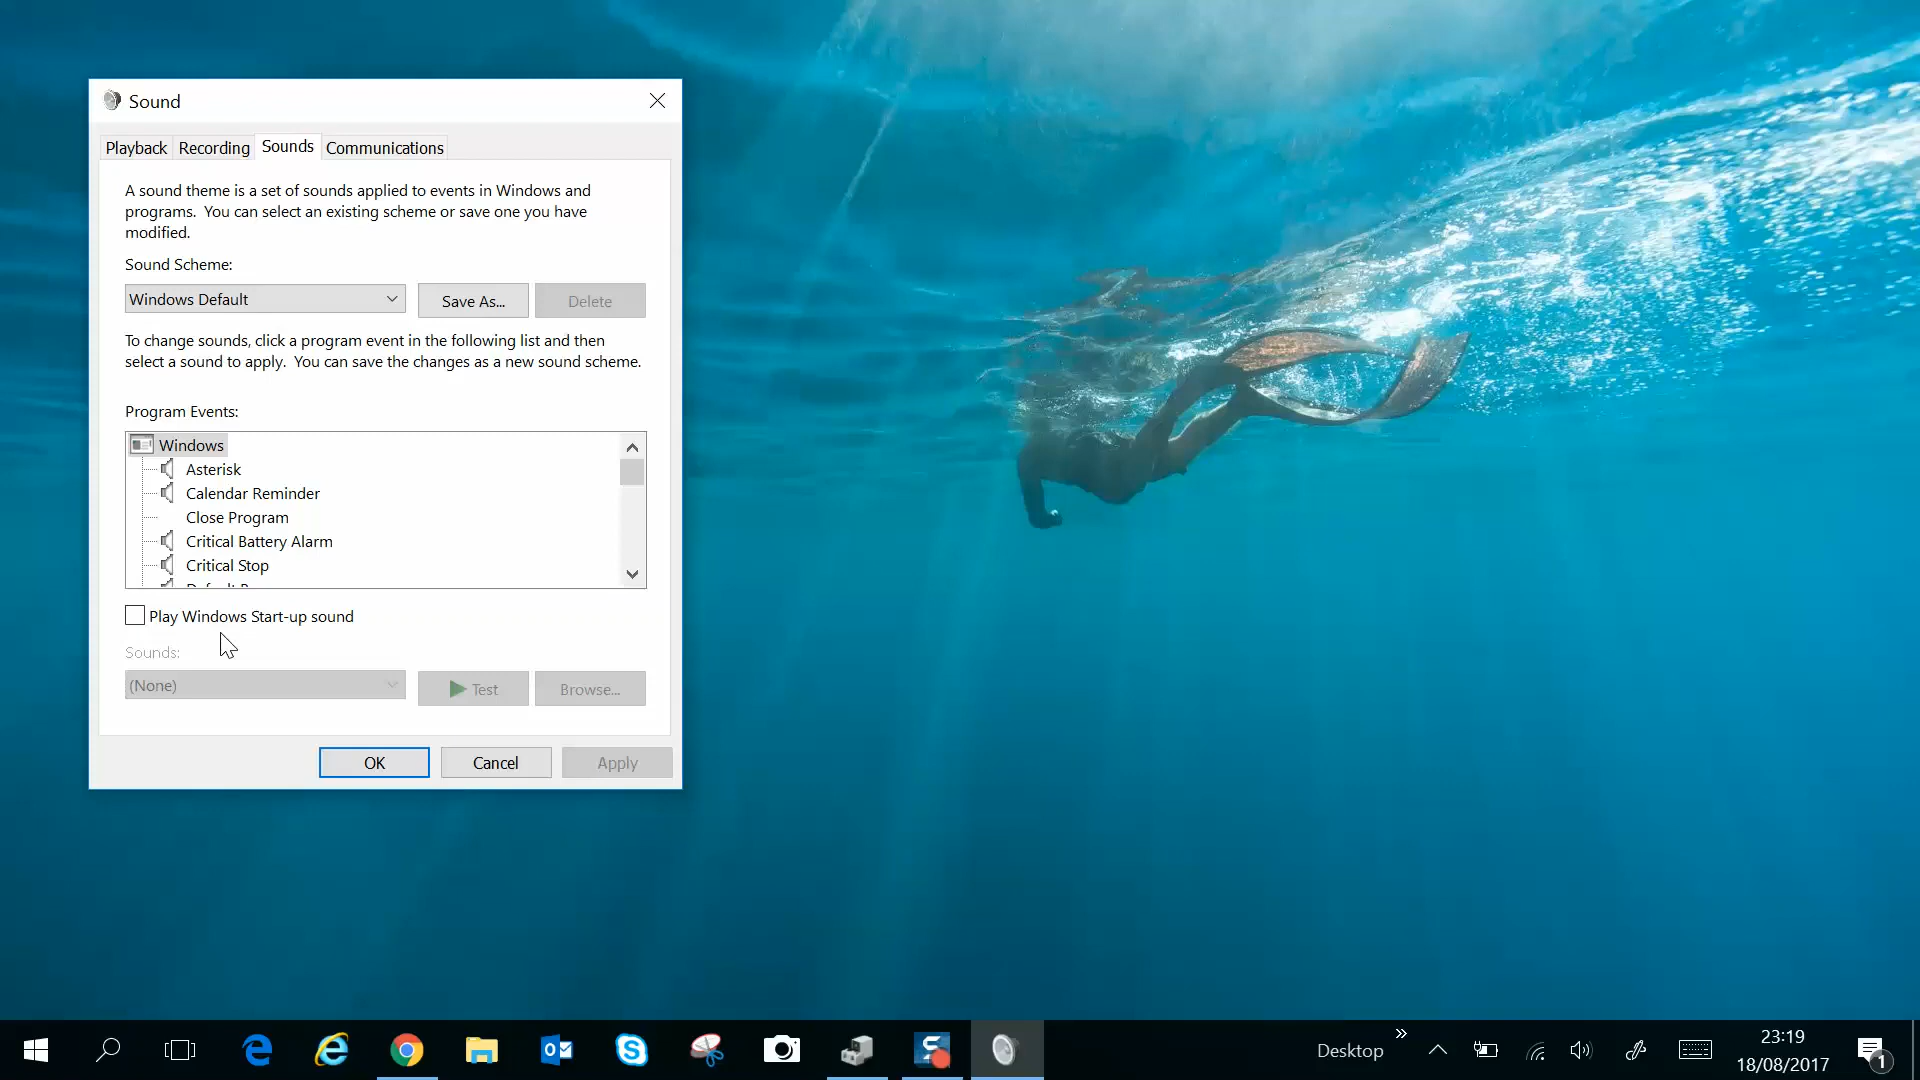 Sound
Playback Recording Sounds Communications
A sound theme is a set of sounds applied to events in Windows and
programs. You can select an existing scheme or save one you have
modified.
Sound Scheme:
Windows Default Save As... Delete
To change sounds, click a program event in the following list and then
select a sound to apply. You can save the changes as a new sound scheme.
Program Events:
Windows
Asterisk
Calendar Reminder
Close Program
Critical Battery Alarm
Critical Stop
Play Windows Start-up sound
Sounds:
(None) Test Browse...
OK Cancel Apply
Desktop
23:19
18/08/2017
1